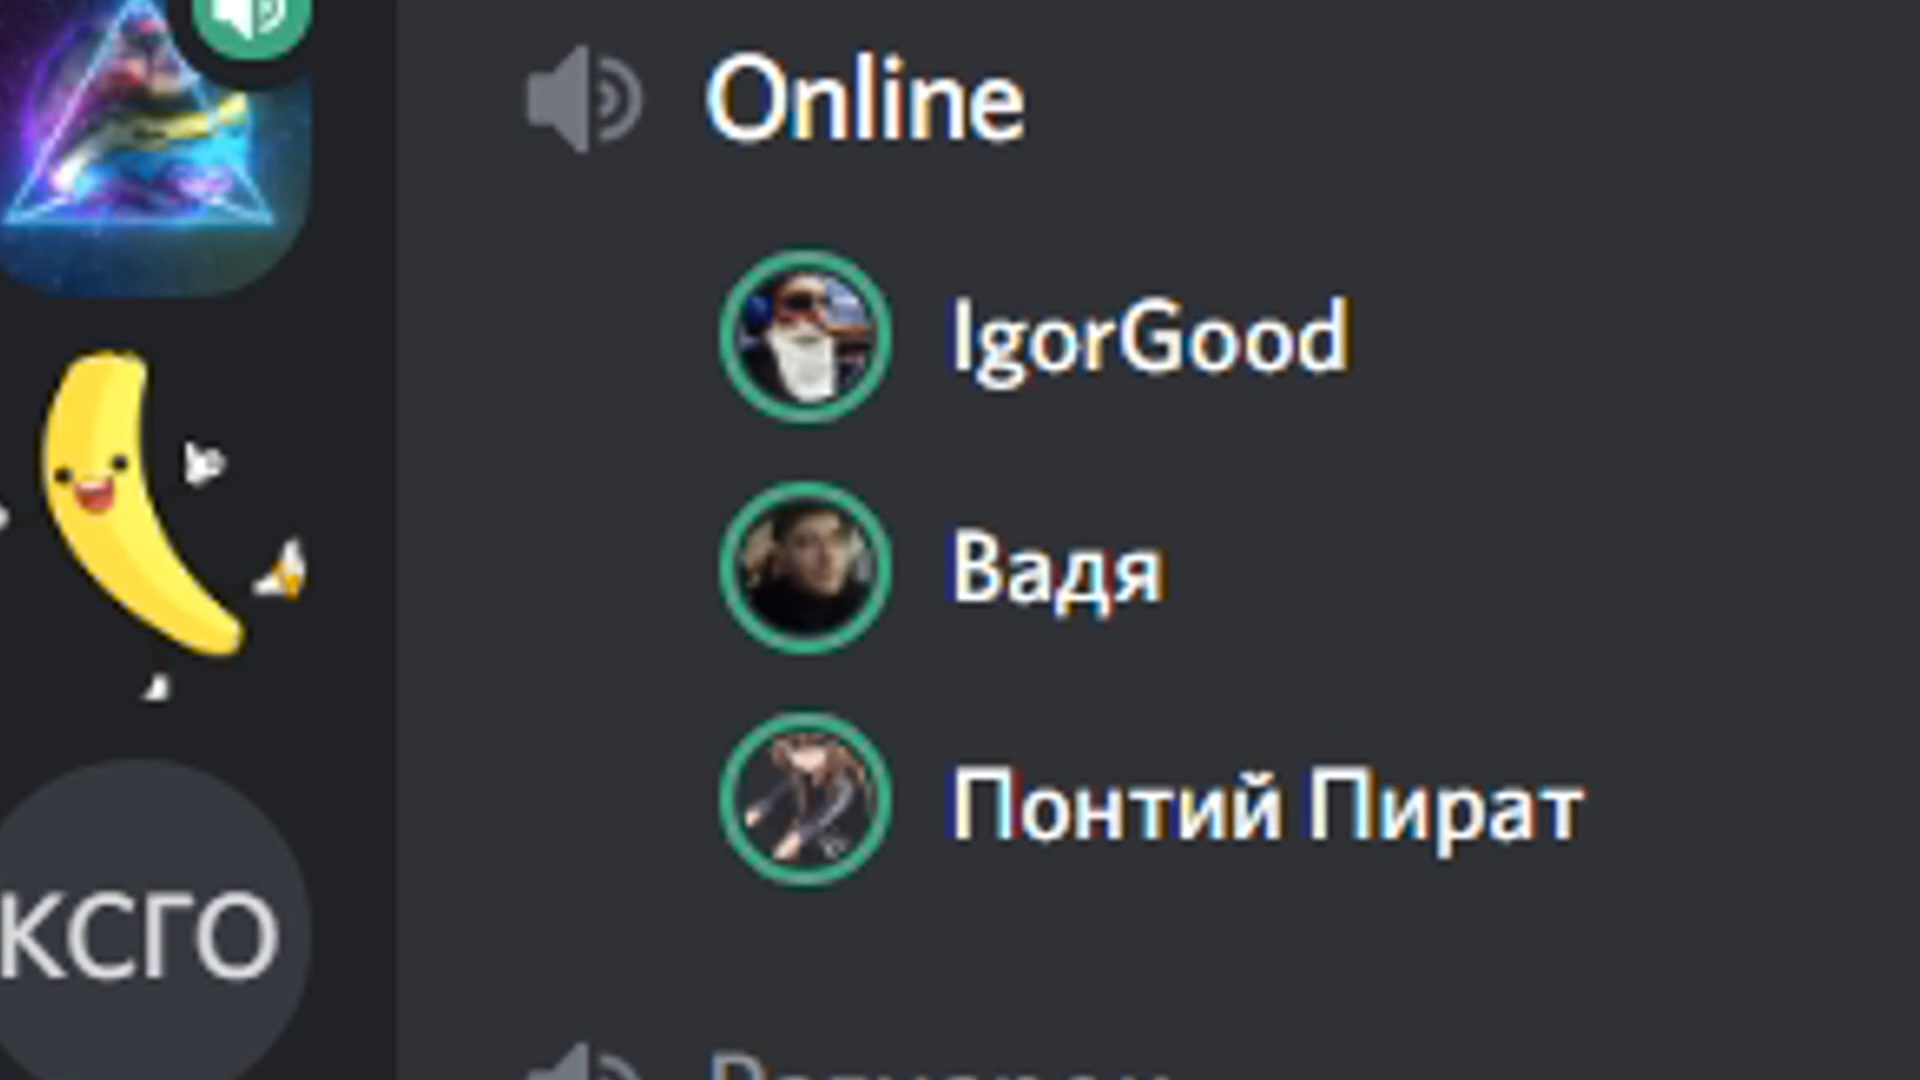 Online
IgorGood
Вадя
Понтий Пират
КСГО